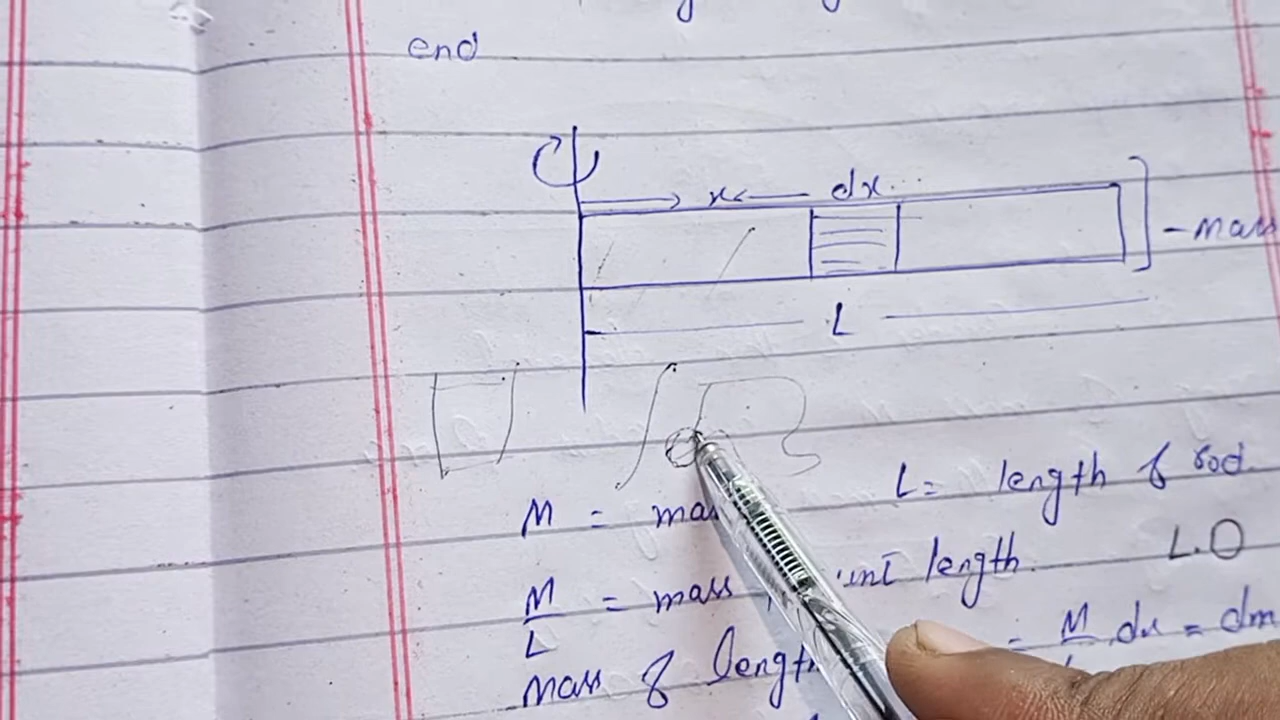 end
x dx
- mass
L
M = mass L = length of rod
M/L = mass unit length. L.O
mass of length = M dx = dm